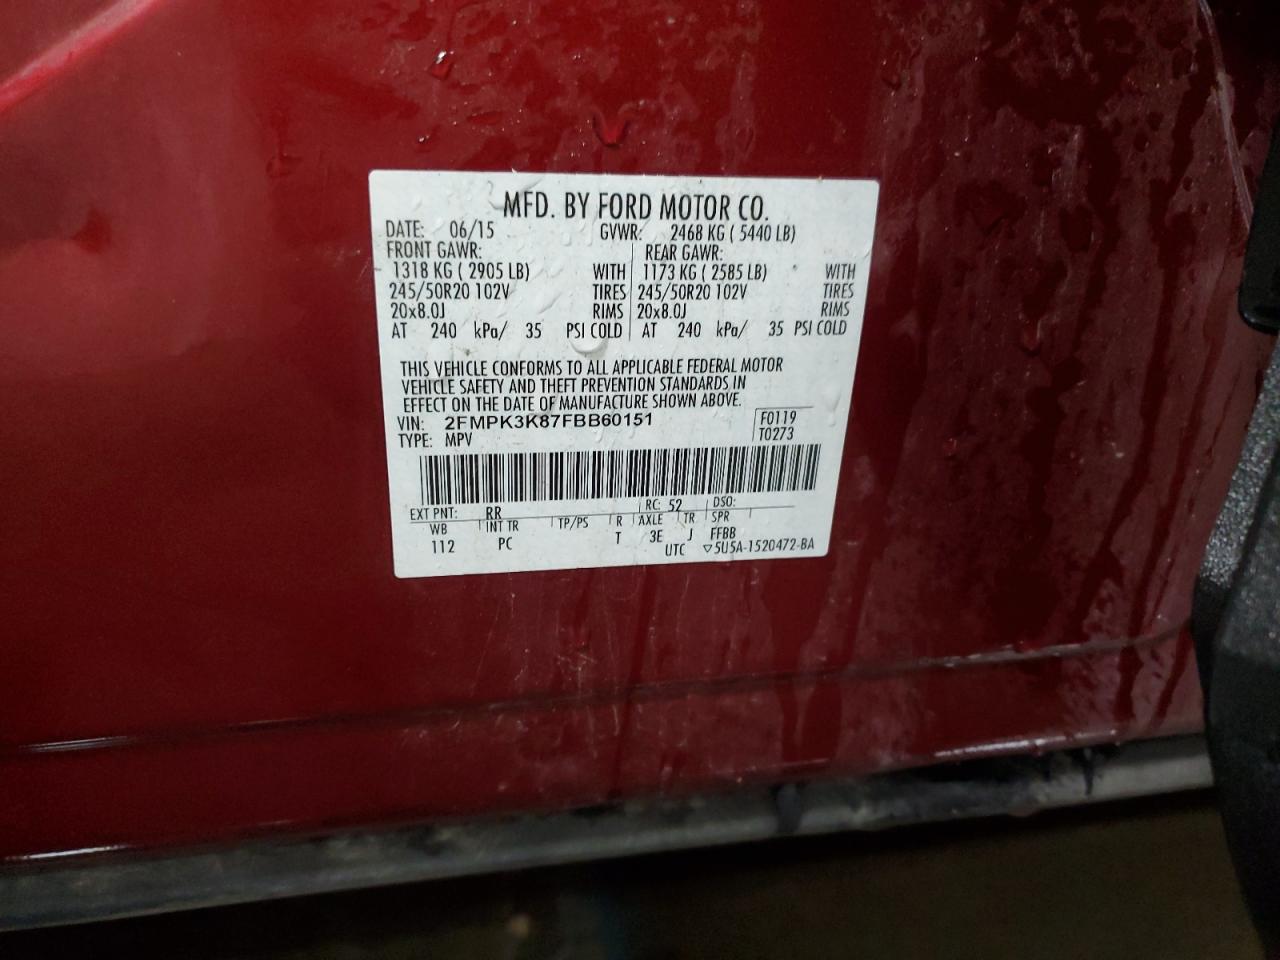 MFD. BY FORD MOTOR CO.
DATE: 06/15 GVWR: 2468 KG ( 5440 LB)
FRONT GAWR: REAR GAWR:
1318 KG ( 2905 LB) WITH 1173 KG ( 2585 LB) WITH
245/50R20 102V TIRES 245/50R20 102V TIRES
20x8.0J RIMS 20x8.0J RIMS
AT 240 kPa/ 35 PSI COLD AT 240 kPa/ 35 PSI COLD
THIS VEHICLE CONFORMS TO ALL APPLICABLE FEDERAL MOTOR
VEHICLE SAFETY AND THEFT PREVENTION STANDARDS IN
EFFECT ON THE DATE OF MANUFACTURE SHOWN ABOVE.
VIN: 2FMPK3K87FBB60151 F0119
TYPE: MPV T0273
EXT PNT: RR RC: 52 DSO:
WB INT TR TP/PS R AXLE TR SPR
112 PC T 3E J FFBB
UTC ▽5U5A-1520472-BA